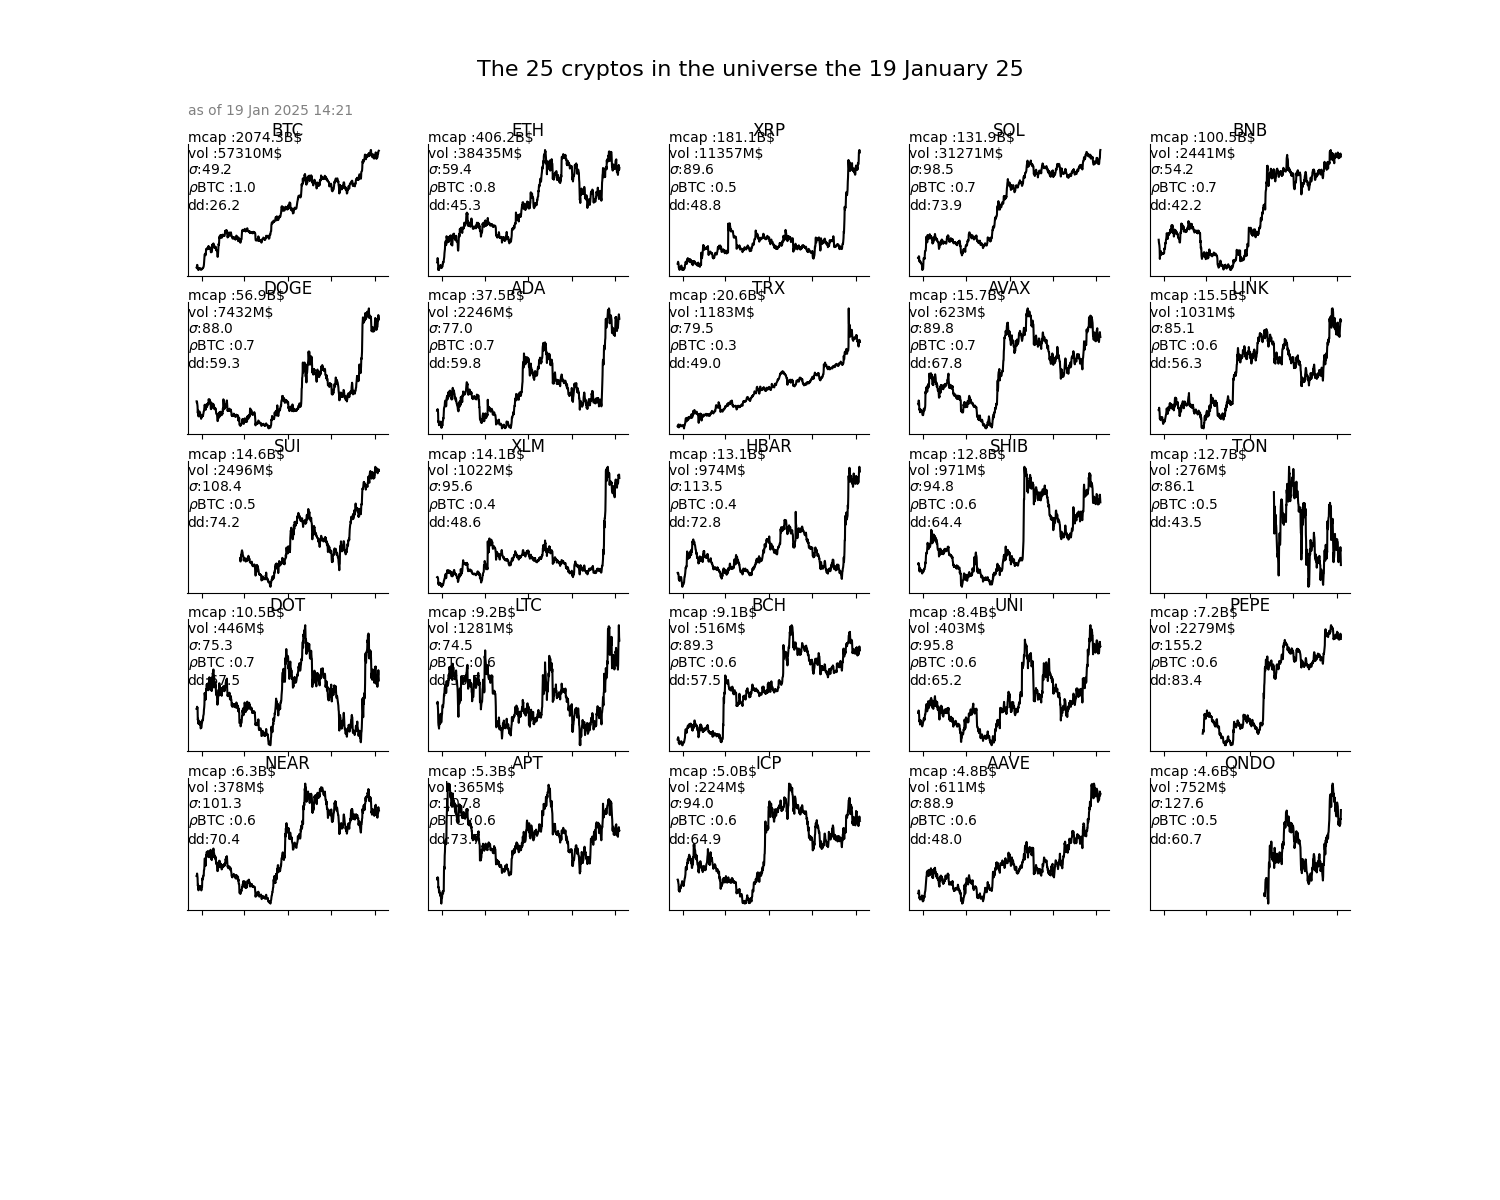 The 25 cryptos in the universe the 19 January 25
as of 19 Jan 2025 14:21
BTC
mcap :2074.3B$
vol :57310M$
σ:49.2
ρBTC :1.0
dd:26.2
ETH
mcap :406.2B$
vol :38435M$
σ:59.4
ρBTC :0.8
dd:45.3
XRP
mcap :181.1B$
vol :11357M$
σ:89.6
ρBTC :0.5
dd:48.8
SOL
mcap :131.9B$
vol :31271M$
σ:98.5
ρBTC :0.7
dd:73.9
BNB
mcap :100.5B$
vol :2441M$
σ:54.2
ρBTC :0.7
dd:42.2
DOGE
mcap :56.9B$
vol :7432M$
σ:88.0
ρBTC :0.7
dd:59.3
ADA
mcap :37.5B$
vol :2246M$
σ:77.0
ρBTC :0.7
dd:59.8
TRX
mcap :20.6B$
vol :1183M$
σ:79.5
ρBTC :0.3
dd:49.0
AVAX
mcap :15.7B$
vol :623M$
σ:89.8
ρBTC :0.7
dd:67.8
LINK
mcap :15.5B$
vol :1031M$
σ:85.1
ρBTC :0.6
dd:56.3
SUI
mcap :14.6B$
vol :2496M$
σ:108.4
ρBTC :0.5
dd:74.2
XLM
mcap :14.1B$
vol :1022M$
σ:95.6
ρBTC :0.4
dd:48.6
HBAR
mcap :13.1B$
vol :974M$
σ:113.5
ρBTC :0.4
dd:72.8
SHIB
mcap :12.8B$
vol :971M$
σ:94.8
ρBTC :0.6
dd:64.4
TON
mcap :12.7B$
vol :276M$
σ:86.1
ρBTC :0.5
dd:43.5
DOT
mcap :10.5B$
vol :446M$
σ:75.3
ρBTC :0.7
LTC
mcap :9.2B$
vol :1281M$
σ:74.5
ρBTC :0.6
BCH
mcap :9.1B$
vol :516M$
σ:89.3
ρBTC :0.6
dd:57.5
UNI
mcap :8.4B$
vol :403M$
σ:95.8
ρBTC :0.6
dd:65.2
PEPE
mcap :7.2B$
vol :2279M$
σ:155.2
ρBTC :0.6
dd:83.4
NEAR
mcap :6.3B$
vol :378M$
σ:101.3
ρBTC :0.6
dd:70.4
APT
mcap :5.3B$
vol :365M$
σ:107.8
ρBTC :0.6
ICP
mcap :5.0B$
vol :224M$
σ:94.0
ρBTC :0.6
dd:64.9
AAVE
mcap :4.8B$
vol :611M$
σ:88.9
ρBTC :0.6
dd:48.0
ONDO
mcap :4.6B$
vol :752M$
σ:127.6
ρBTC :0.5
dd:60.7